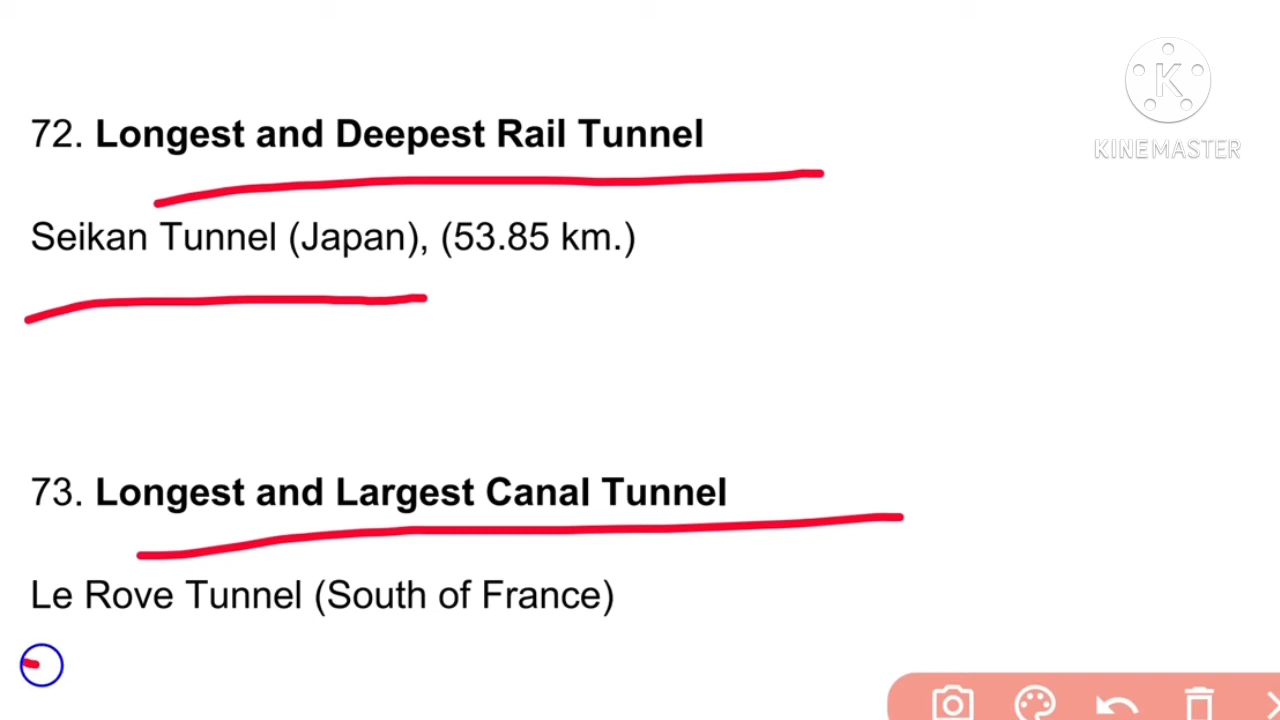 K
KINEMASTER
72. Longest and Deepest Rail Tunnel
Seikan Tunnel (Japan), (53.85 km.)
73. Longest and Largest Canal Tunnel
Le Rove Tunnel (South of France)